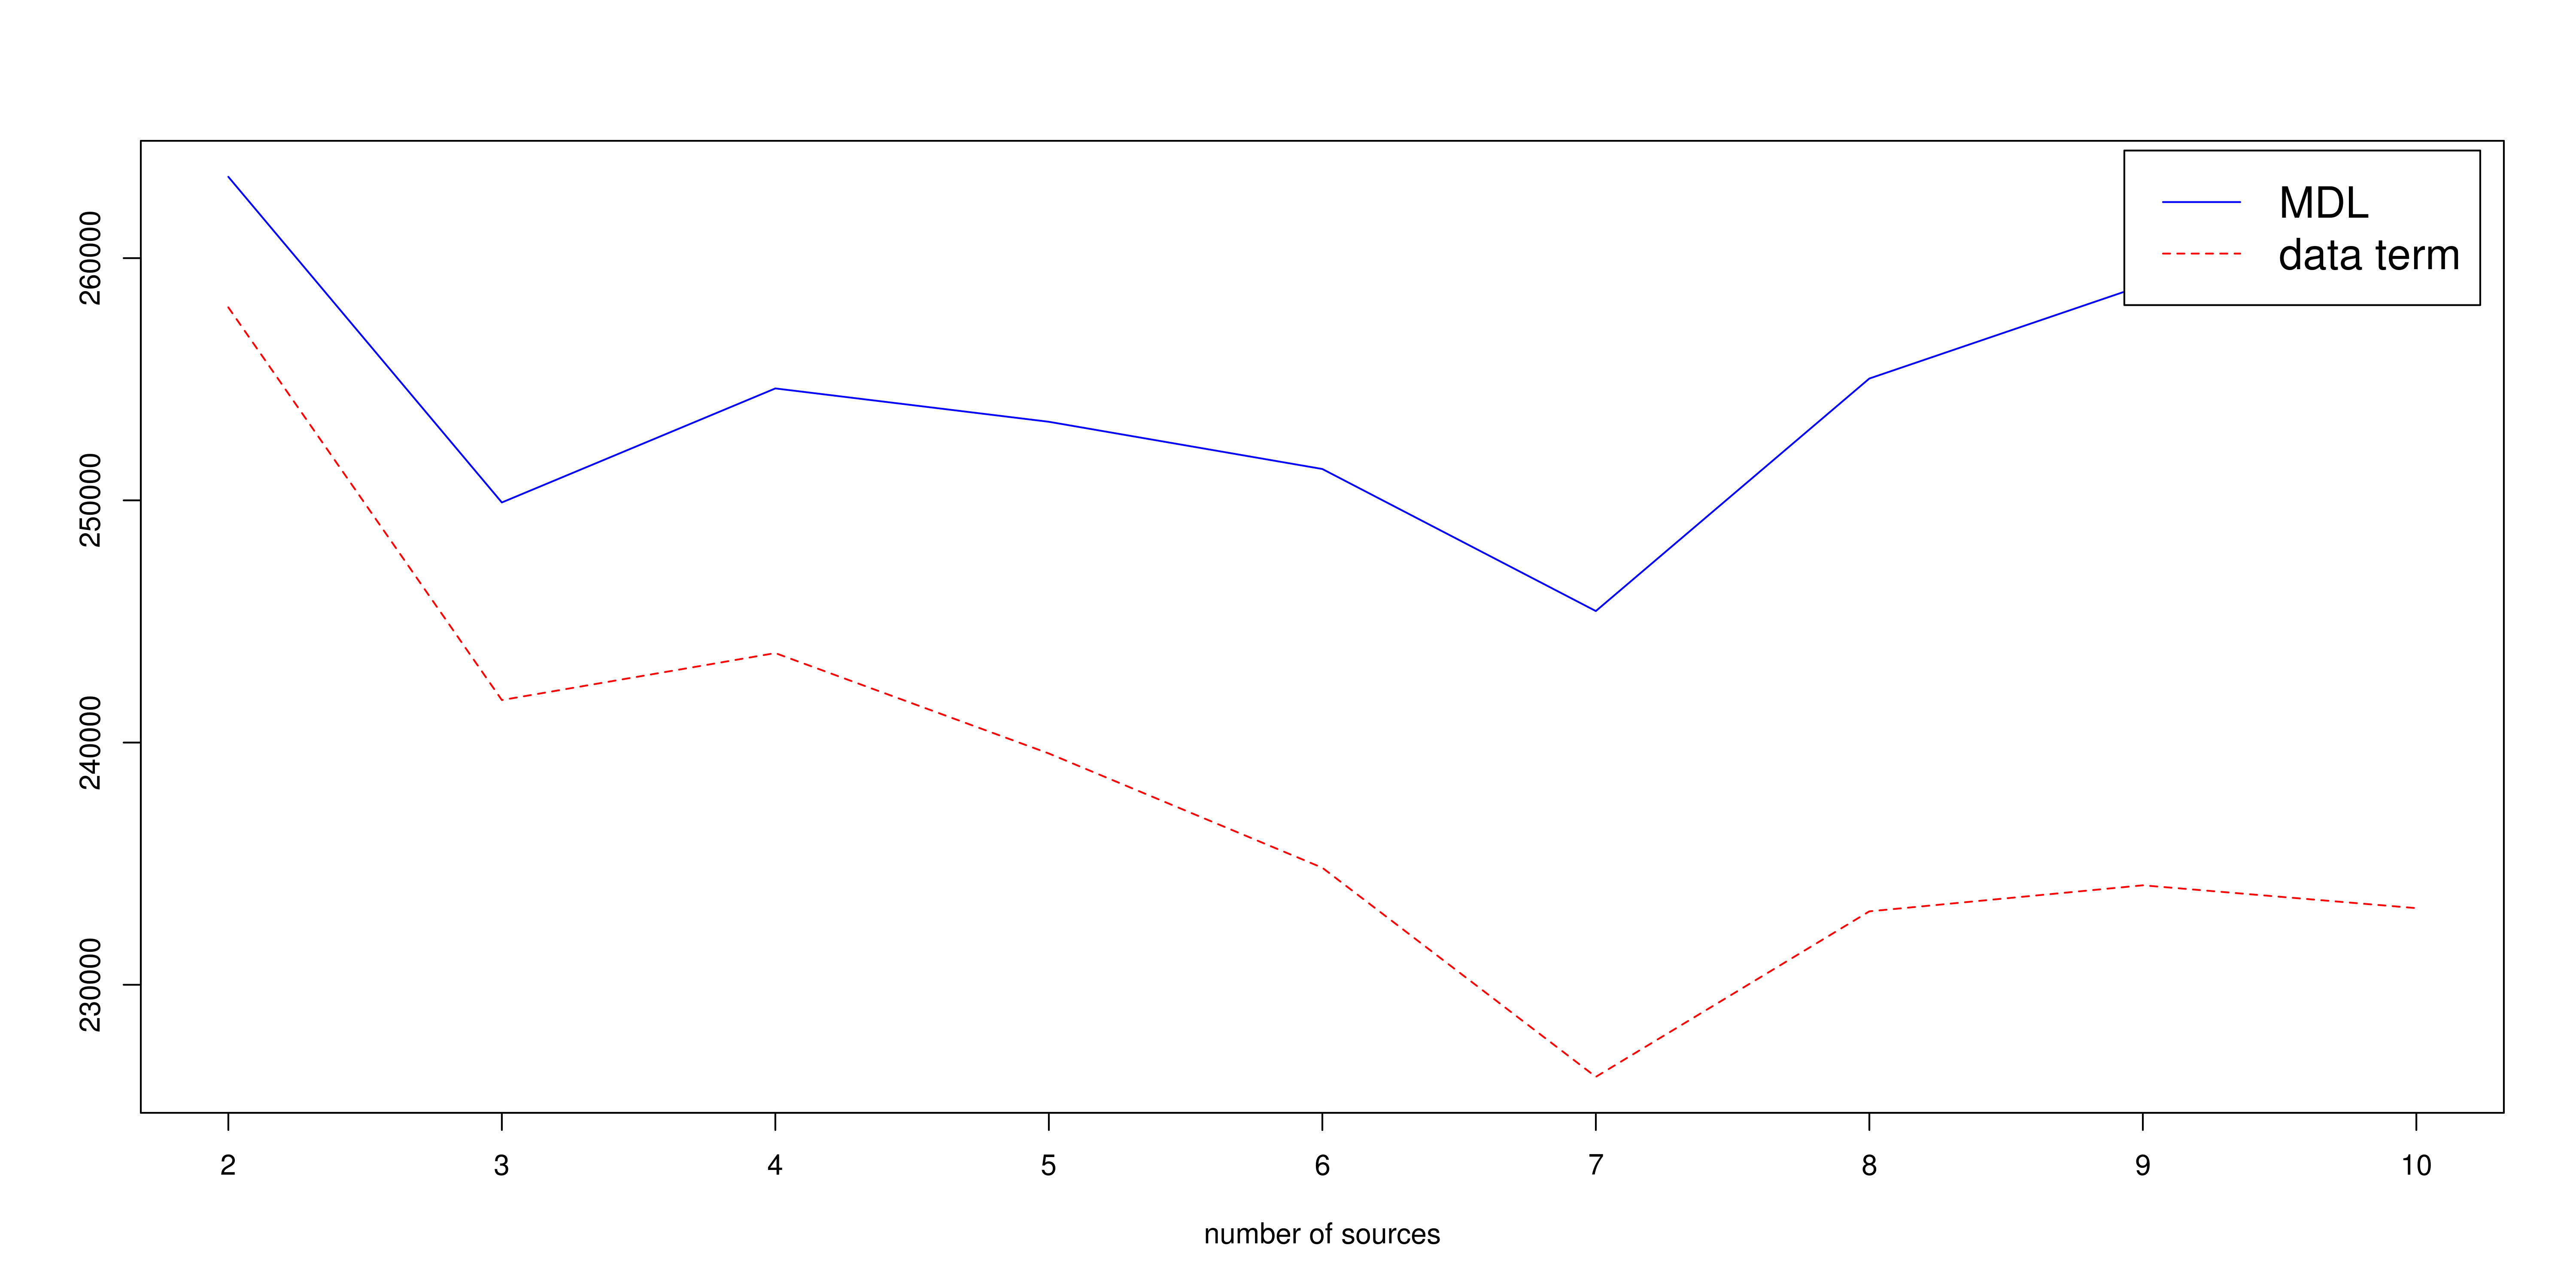 MDL
data term
260000
250000
240000
230000
2 3 4 5 6 7 8 9 10
number of sources